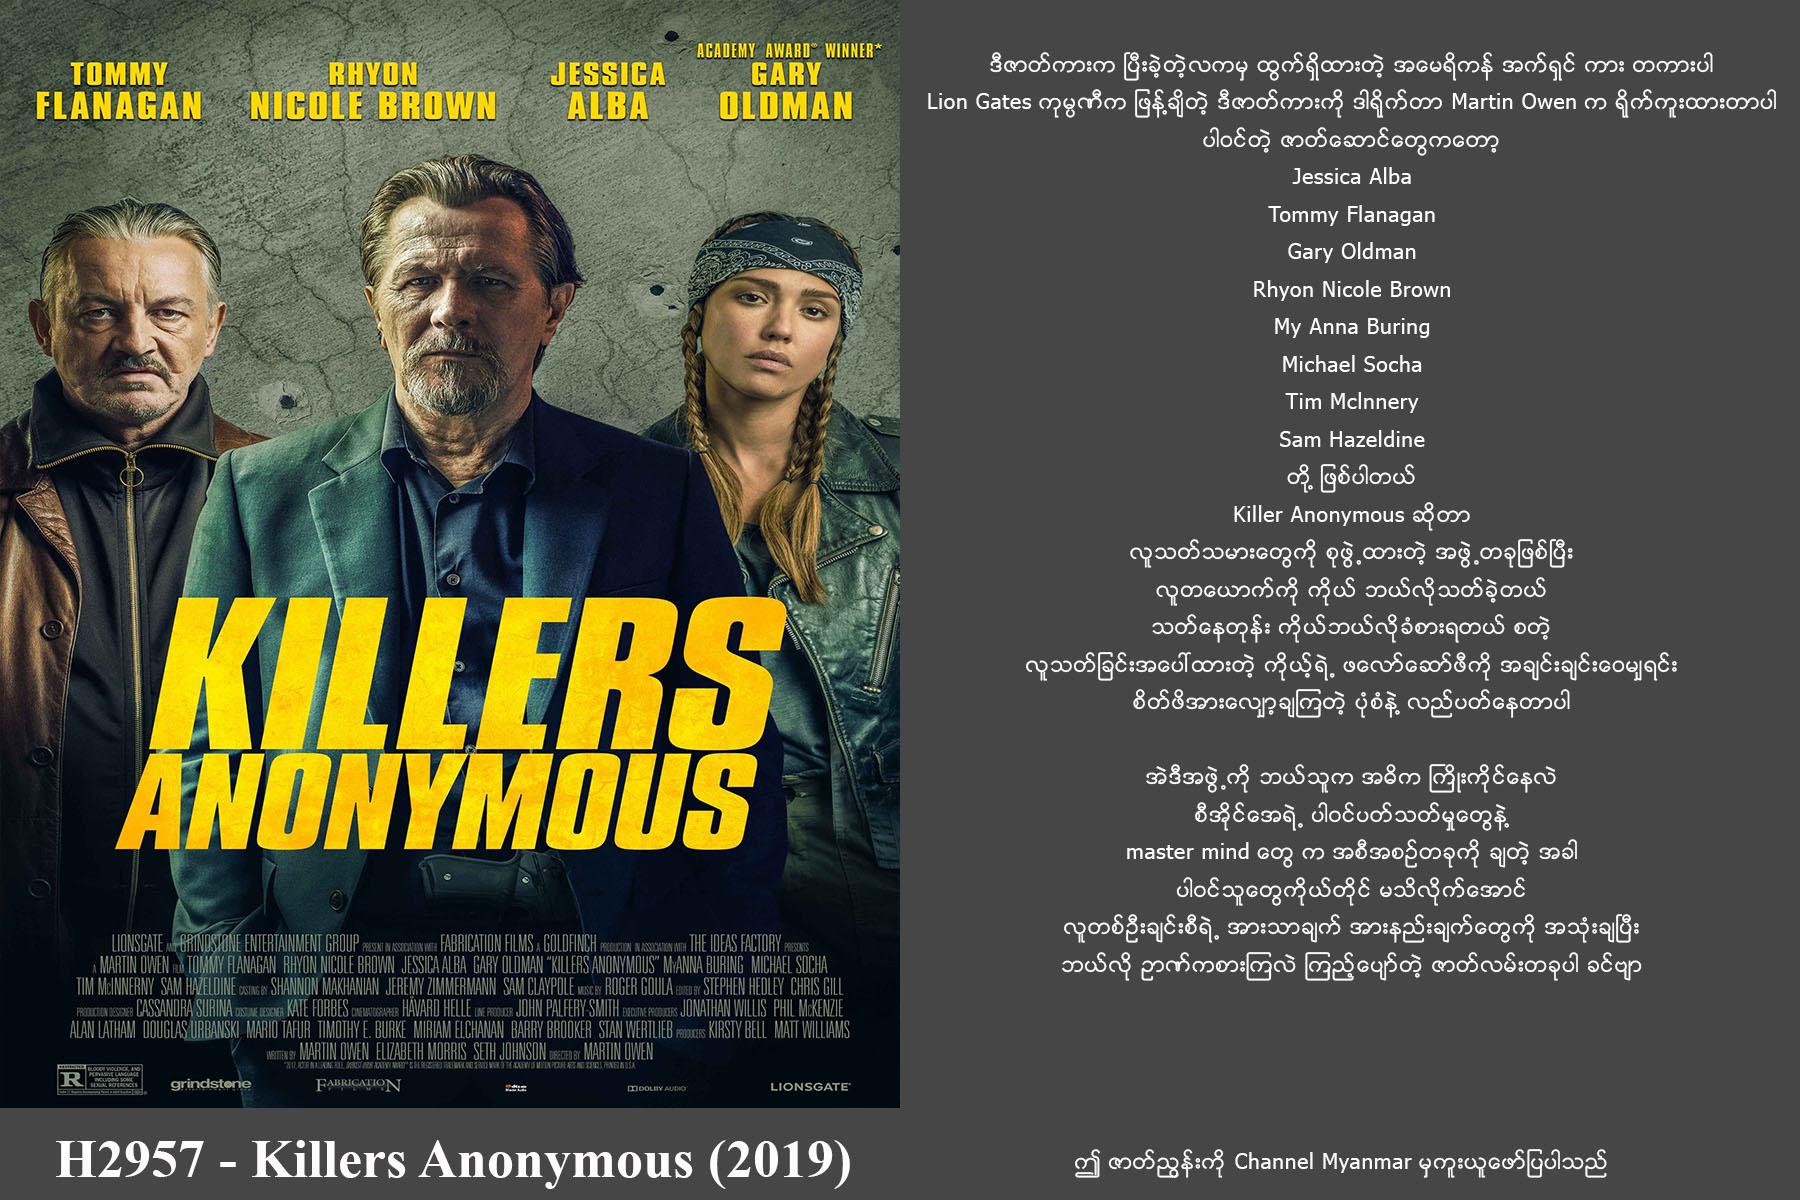 ACADEMY AWARD® WINNER*
TOMMY FLANAGAN
RHYON NICOLE BROWN
JESSICA ALBA
GARY OLDMAN
KILLERS
ANONYMOUS
LIONSGATE AND GRINDSTONE ENTERTAINMENT GROUP PRESENT IN ASSOCIATION WITH FABRICATION FILMS & GOLDFINCH PRODUCTION IN ASSOCIATION WITH THE IDEAS FACTORY PRESENTS
A MARTIN OWEN FILM TOMMY FLANAGAN RHYON NICOLE BROWN JESSICA ALBA GARY OLDMAN "KILLERS ANONYMOUS" MYANNA BURING MICHAEL SOCHA
TIM McINNERNY SAM HAZELDINE CASTING BY SHANNON MAKHANIAN JEREMY ZIMMERMANN SAM CLAYPOLE MUSIC BY ROGER GOULA EDITED BY STEPHEN HEDLEY CHRIS GILL
PRODUCTION DESIGNER CASSANDRA SURINA COSTUME DESIGNER KATE FORBES CINEMATOGRAPHER HÅVARD HELLE LINE PRODUCER JOHN PALFERY-SMITH EXECUTIVE PRODUCERS JONATHAN WILLIS PHIL McKENZIE
ALAN LATHAM DOUGLAS URBANSKI MARIO TAFUR TIMOTHY E. BURKE MIRIAM ELCHANAN BARRY BROOKER STAN WERTLIEB PRODUCERS KIRSTY BELL MATT WILLIAMS
WRITTEN BY MARTIN OWEN ELIZABETH MORRIS SETH JOHNSON DIRECTED BY MARTIN OWEN
RESTRICTED R BLOODY VIOLENCE, AND PERVASIVE LANGUAGE INCLUDING SOME SEXUAL REFERENCES
grindstone
FABRICATION FILMS
DOLBY AUDIO
LIONSGATE
H2957 - Killers Anonymous (2019)
ဒီဇာတ်ကားက ပြီးခဲ့တဲ့လကမှ ထွက်ရှိထားတဲ့ အမေရိကန် အက်ရှင် ကား တကားပါ
Lion Gates ကုမ္ပဏီက ဖြန့်ချိတဲ့ ဒီဇာတ်ကားကို ဒါရိုက်တာ Martin Owen က ရိုက်ကူးထားတာပါ
ပါဝင်တဲ့ ဇာတ်ဆောင်တွေကတော့
Jessica Alba
Tommy Flanagan
Gary Oldman
Rhyon Nicole Brown
My Anna Buring
Michael Socha
Tim Mclnnery
Sam Hazeldine
တို့ ဖြစ်ပါတယ်
Killer Anonymous ဆိုတာ
လူသတ်သမားတွေကို စုဖွဲ့ထားတဲ့ အဖွဲ့တခုဖြစ်ပြီး
လူတယောက်ကို ကိုယ် ဘယ်လိုသတ်ခဲ့တယ်
သတ်နေတုန်း ကိုယ်ဘယ်လိုခံစားရတယ် စတဲ့
လူသတ်ခြင်းအပေါ်ထားတဲ့ ကိုယ့်ရဲ့ ဖလော်ဆော်ဖီကို အချင်းချင်းဝေမျှရင်း
စိတ်ဖိအားလျှော့ချကြတဲ့ ပုံစံနဲ့ လည်ပတ်နေတာပါ
အဲဒီအဖွဲ့ကို ဘယ်သူက အဓိက ကြိုးကိုင်နေလဲ
စီအိုင်အေရဲ့ ပါဝင်ပတ်သတ်မှုတွေနဲ့
master mind တွေ က အစီအစဉ်တခုကို ချတဲ့ အခါ
ပါဝင်သူတွေကိုယ်တိုင် မသိလိုက်အောင်
လူတစ်ဦးချင်းစီရဲ့ အားသာချက် အားနည်းချက်တွေကို အသုံးချပြီး
ဘယ်လို ဉာဏ်ကစားကြလဲ ကြည့်ပျော်တဲ့ ဇာတ်လမ်းတခုပါ ခင်ဗျာ
ဤ ဇာတ်ညွှန်းကို Channel Myanmar မှကူးယူဖော်ပြပါသည်